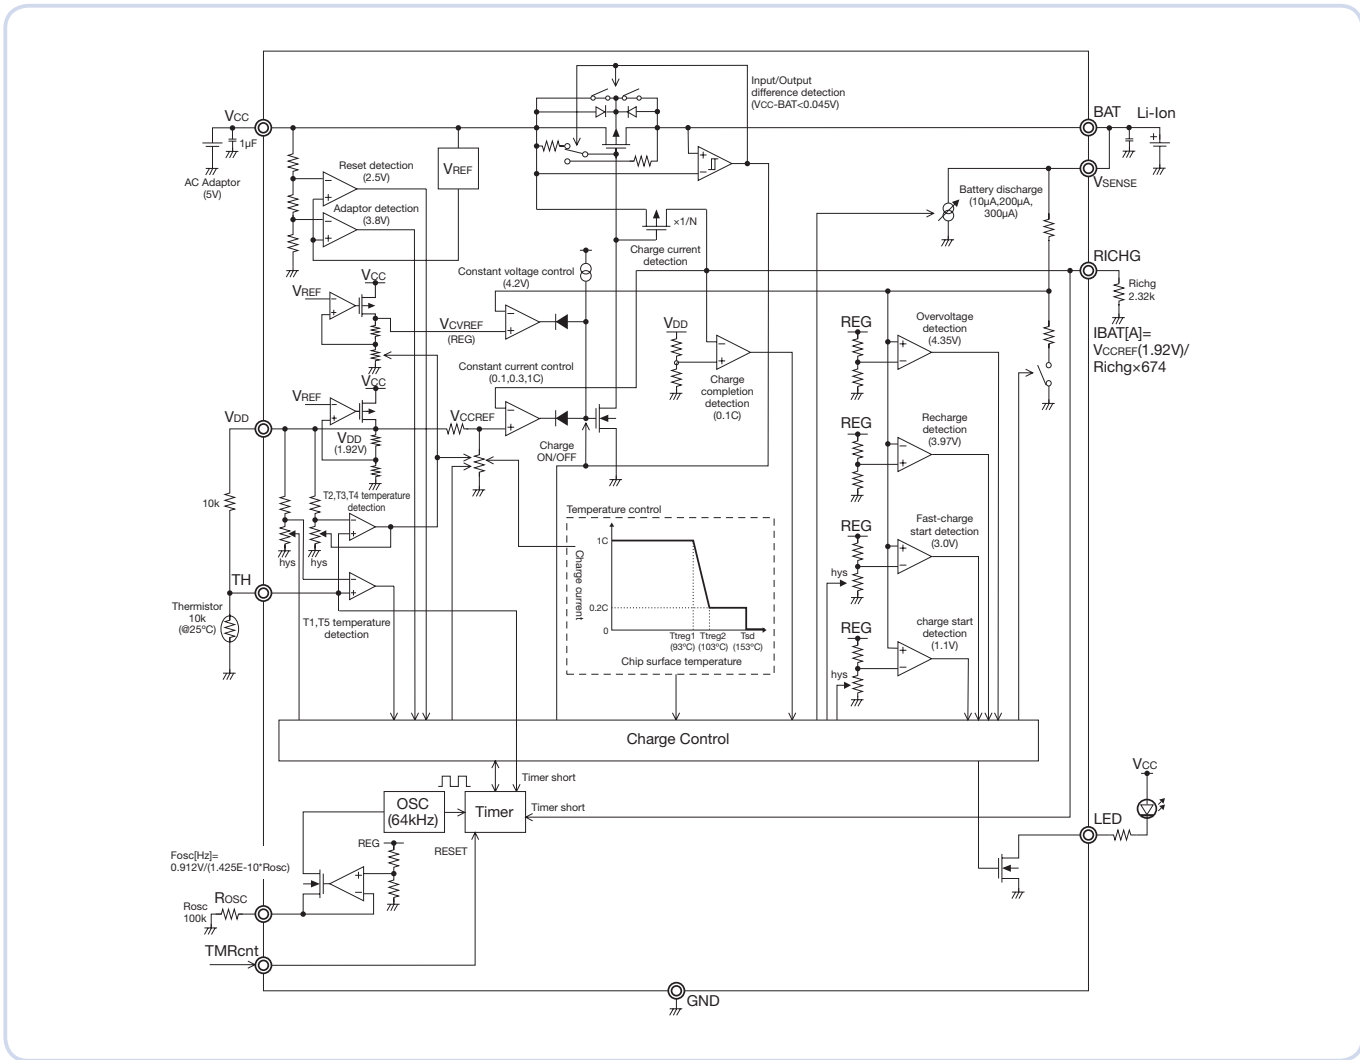 Input/Output
difference detection
(VCC-BAT<0.045V)
VCC
1µF
AC Adaptor
(5V)
Reset detection
(2.5V)
Adaptor detection
(3.8V)
VREF
BAT
Li-Ion
VSENSE
Battery discharge
(10µA,200µA,
300µA)
×1/N
Charge current
detection
RICHG
Richg
2.32k
IBAT[A]=
VCCREF(1.92V)/
Richg×674
VCC
VREF
Constant voltage control
(4.2V)
VCVREF
(REG)
VDD
Charge
completion
detection
(0.1C)
REG
Overvoltage
detection
(4.35V)
Constant current control
(0.1,0.3,1C)
VCC
VREF
VDD
VDD
(1.92V)
VCCREF
Charge
ON/OFF
REG
Recharge
detection
(3.97V)
10k
T2,T3,T4 temperature
detection
hys
hys
TH
Thermistor
10k
(@25°C)
T1,T5 temperature
detection
Temperature control
Charge current
1C
0.2C
0
Ttreg1
(93°C)
Ttreg2
(103°C)
Tsd
(153°C)
Chip surface temperature
REG
hys
Fast-charge
start detection
(3.0V)
REG
hys
charge start
detection
(1.1V)
Charge Control
Timer short
OSC
(64kHz)
Timer
Timer short
RESET
REG
Fosc[Hz]=
0.912V/(1.425E-10*Rosc)
ROSC
Rosc
100k
TMRcnt
VCC
LED
GND